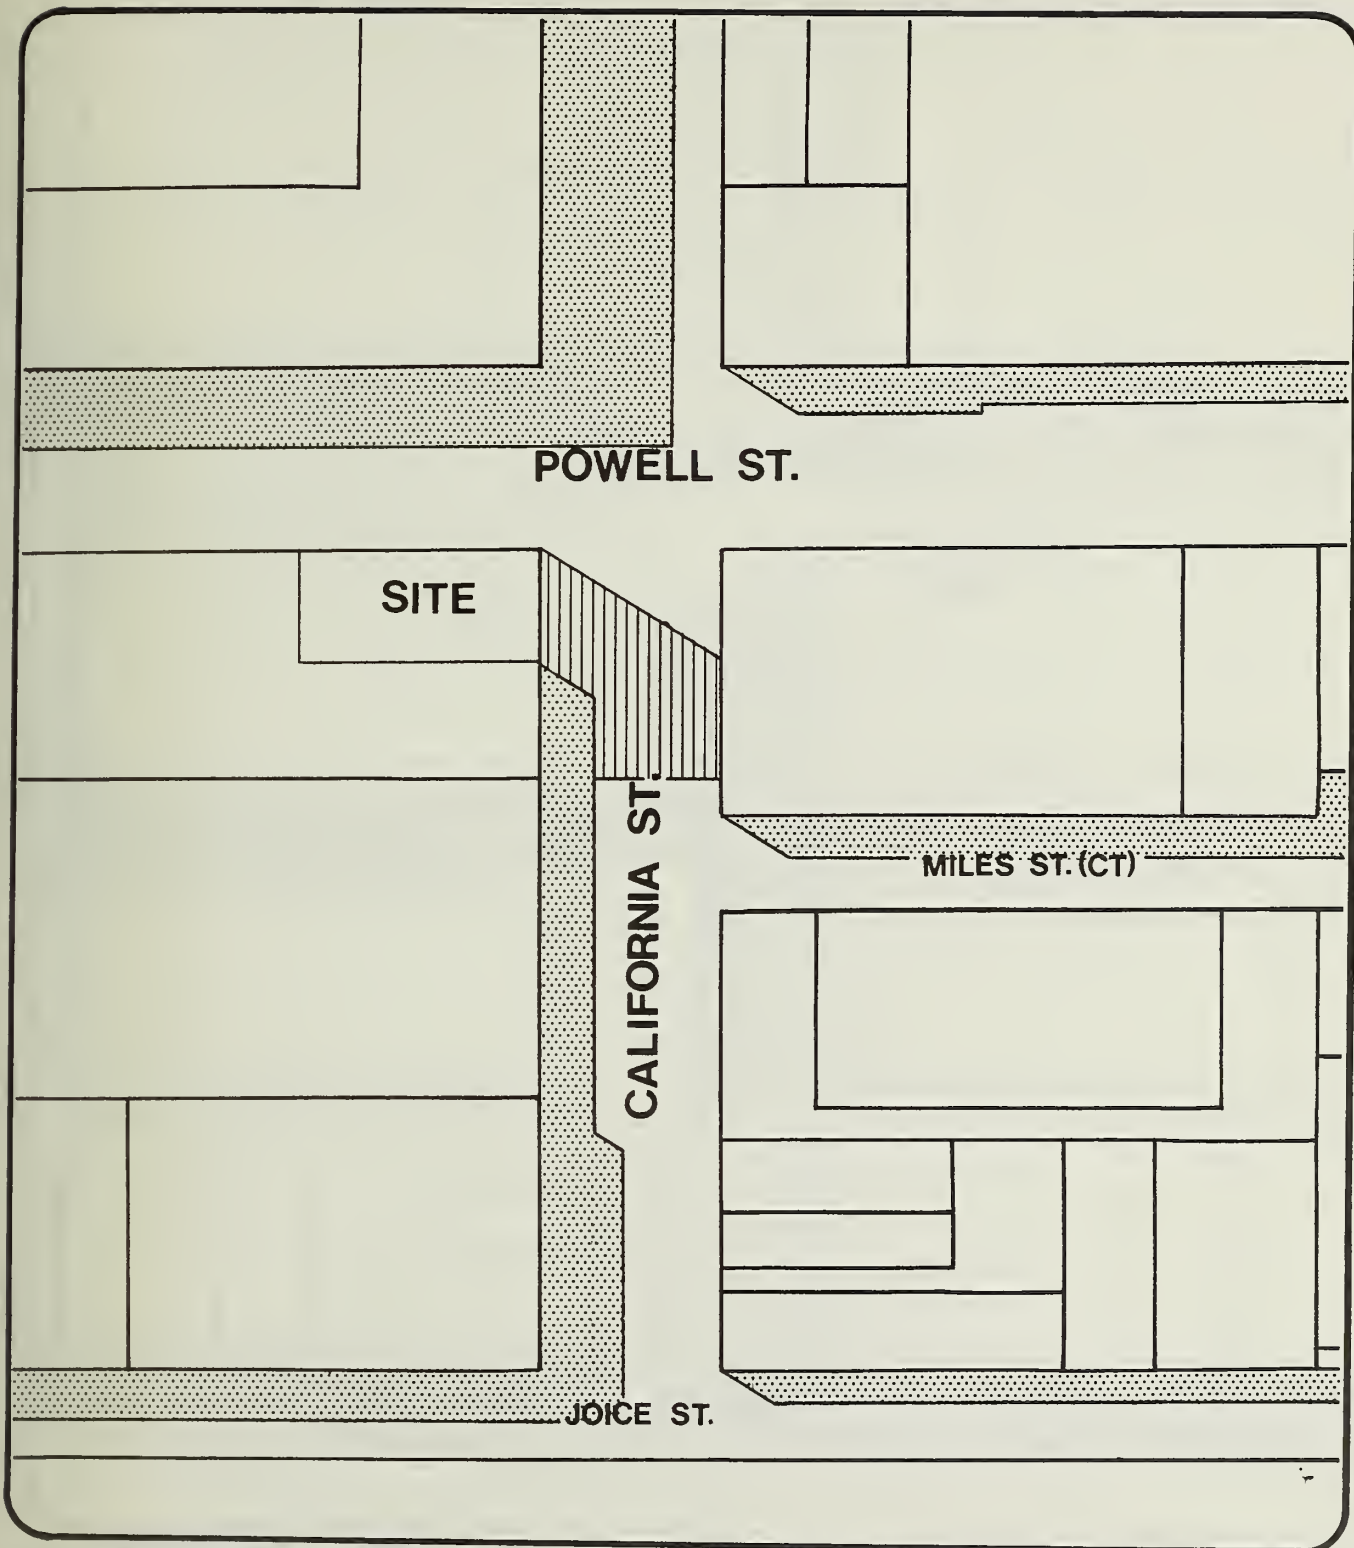 POWELL ST.
SITE
CALIFORNIA ST.
MILES ST. (CT)
JOICE ST.